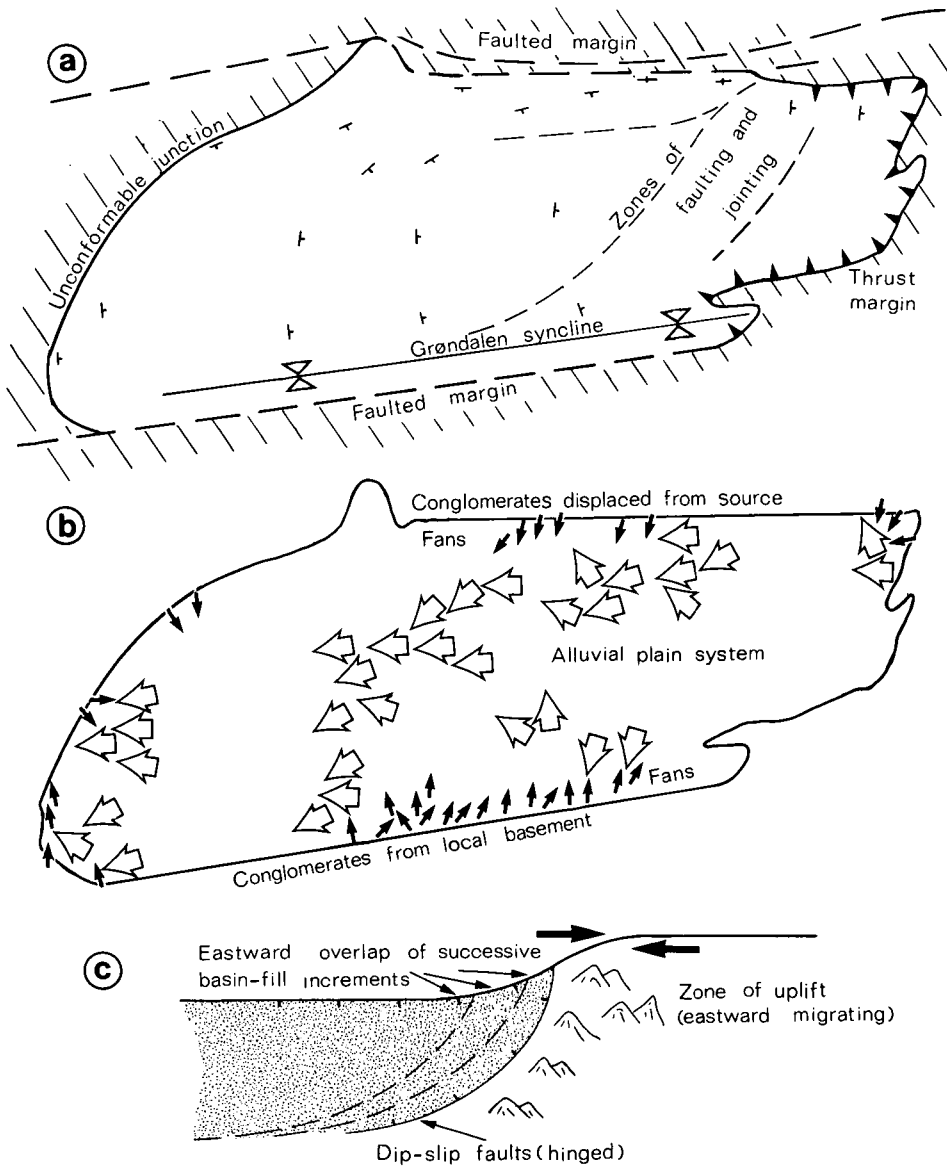 a
Faulted margin
Unconformable junction
Zones of
faulting and
jointing
Thrust
margin
Grøndalen syncline
Faulted margin
b
Conglomerates displaced from source
Fans
Alluvial plain system
Fans
Conglomerates from local basement
c
Eastward overlap of successive
basin-fill increments
Zone of uplift
(eastward migrating)
Dip-slip faults (hinged)